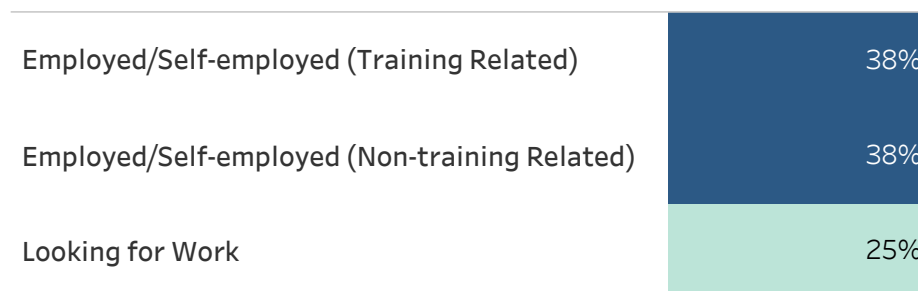 Employed/Self-employed (Training Related) 38%
Employed/Self-employed (Non-training Related) 38%
Looking for Work 25%